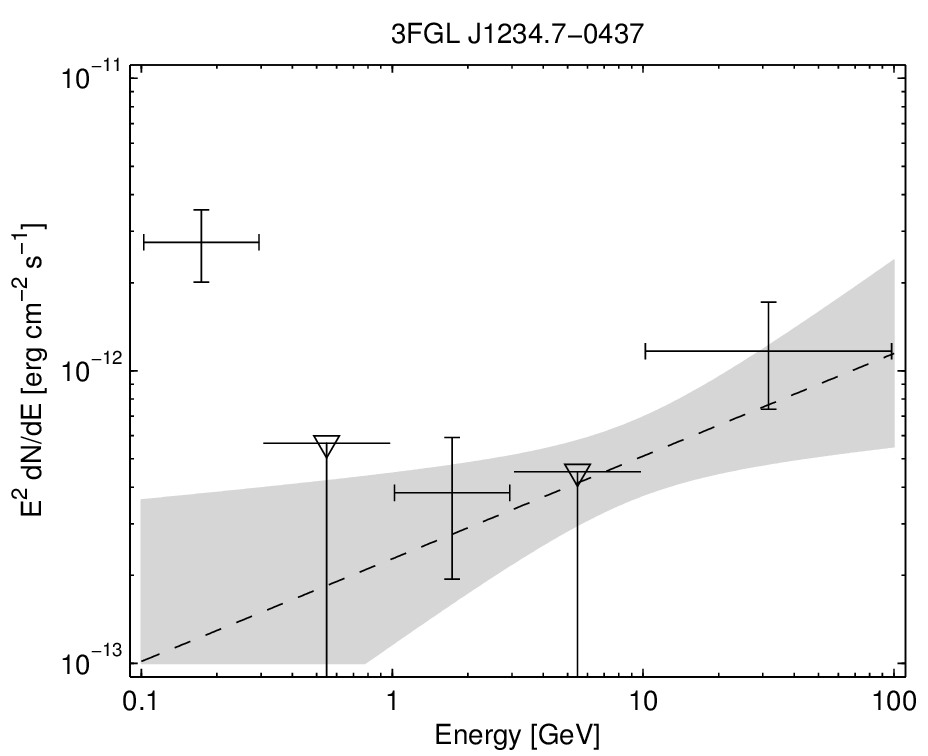 3FGL J1234.7−0437
10⁻¹¹
10⁻¹²
10⁻¹³
E² dN/dE [erg cm⁻² s⁻¹]
0.1 1 10 100
Energy [GeV]